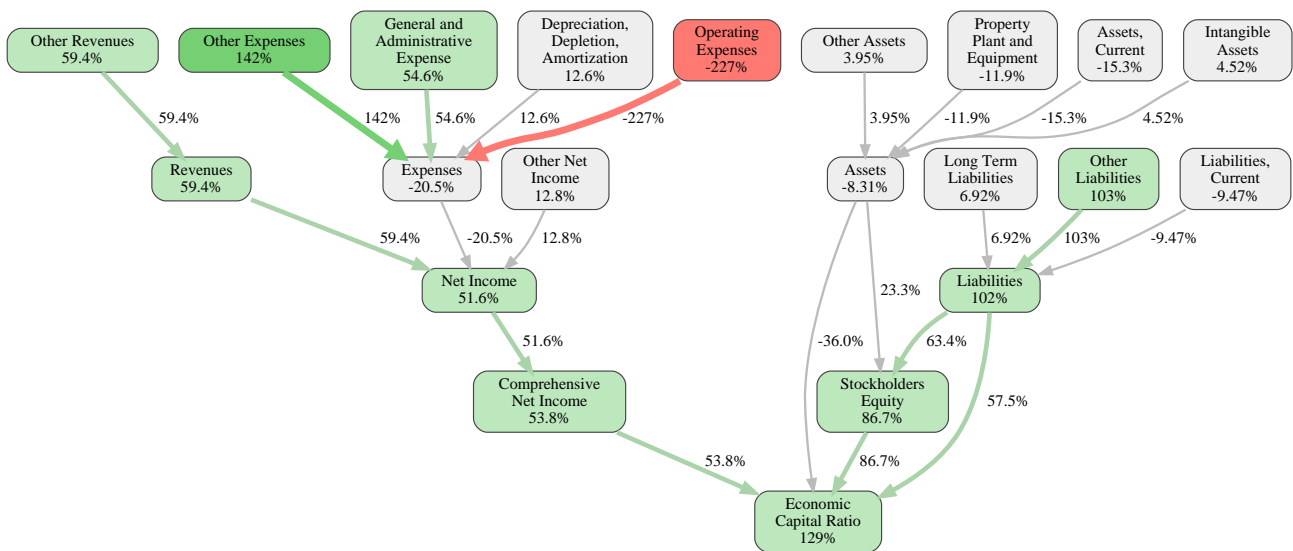 Other Revenues
59.4%
Other Expenses
142%
General and
Administrative
Expense
54.6%
Depreciation,
Depletion,
Amortization
12.6%
Operating
Expenses
-227%
Other Assets
3.95%
Property
Plant and
Equipment
-11.9%
Assets,
Current
-15.3%
Intangible
Assets
4.52%
59.4%
142%
54.6%
12.6%
-227%
3.95%
-11.9%
-15.3%
4.52%
Revenues
59.4%
Expenses
-20.5%
Other Net
Income
12.8%
Assets
-8.31%
Long Term
Liabilities
6.92%
Other
Liabilities
103%
Liabilities,
Current
-9.47%
59.4%
-20.5%
12.8%
6.92%
103%
-9.47%
Net Income
51.6%
23.3%
Liabilities
102%
51.6%
-36.0%
63.4%
Comprehensive
Net Income
53.8%
Stockholders
Equity
86.7%
57.5%
53.8%
86.7%
Economic
Capital Ratio
129%